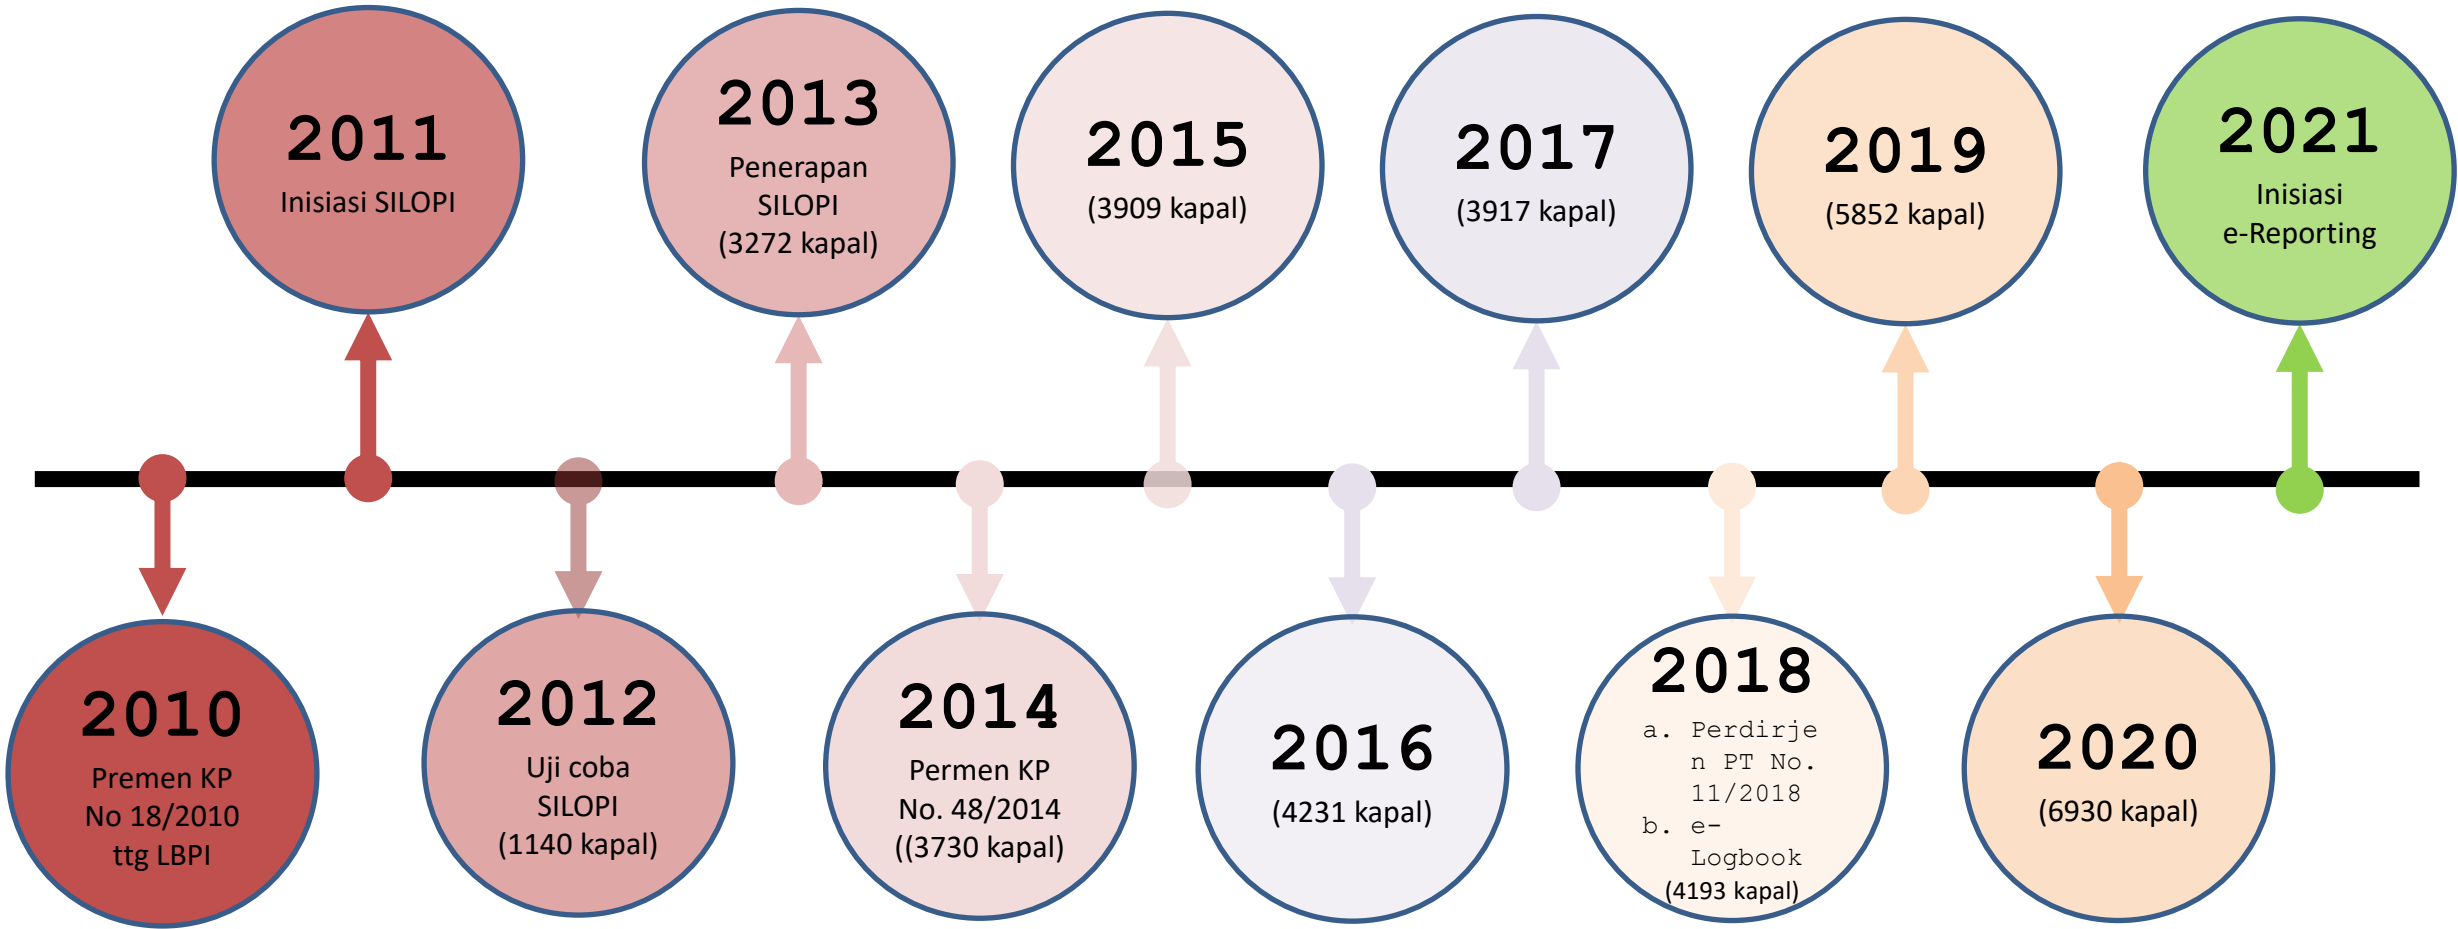 2011
Inisiasi SILOPI
2013
Penerapan
SILOPI
(3272 kapal)
2015
(3909 kapal)
2017
(3917 kapal)
2019
(5852 kapal)
2021
Inisiasi
e-Reporting
2010
Premen KP
No 18/2010
ttg LBPI
2012
Uji coba
SILOPI
(1140 kapal)
2014
Permen KP
No. 48/2014
((3730 kapal)
2016
(4231 kapal)
2018
a. Perdirje
n PT No.
11/2018
b. e-
Logbook
(4193 kapal)
2020
(6930 kapal)